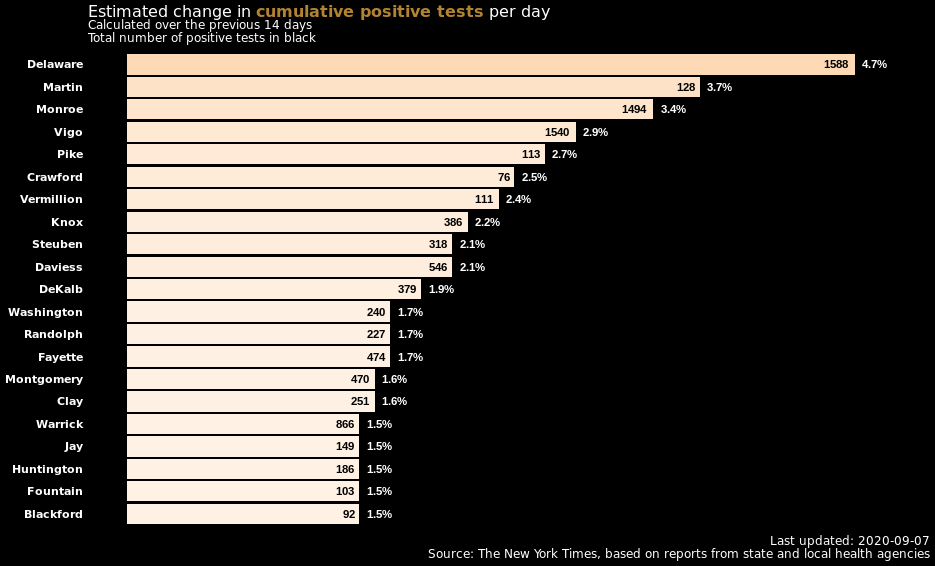 Estimated change in cumulative positive tests per day
Calculated over the previous 14 days
Total number of positive tests in black
Delaware 1588 4.7%
Martin 128 3.7%
Monroe 1494 3.4%
Vigo 1540 2.9%
Pike 113 2.7%
Crawford 76 2.5%
Vermillion 111 2.4%
Knox 386 2.2%
Steuben 318 2.1%
Daviess 546 2.1%
DeKalb 379 1.9%
Washington 240 1.7%
Randolph 227 1.7%
Fayette 474 1.7%
Montgomery 470 1.6%
Clay 251 1.6%
Warrick 866 1.5%
Jay 149 1.5%
Huntington 186 1.5%
Fountain 103 1.5%
Blackford 92 1.5%
Last updated: 2020-09-07
Source: The New York Times, based on reports from state and local health agencies